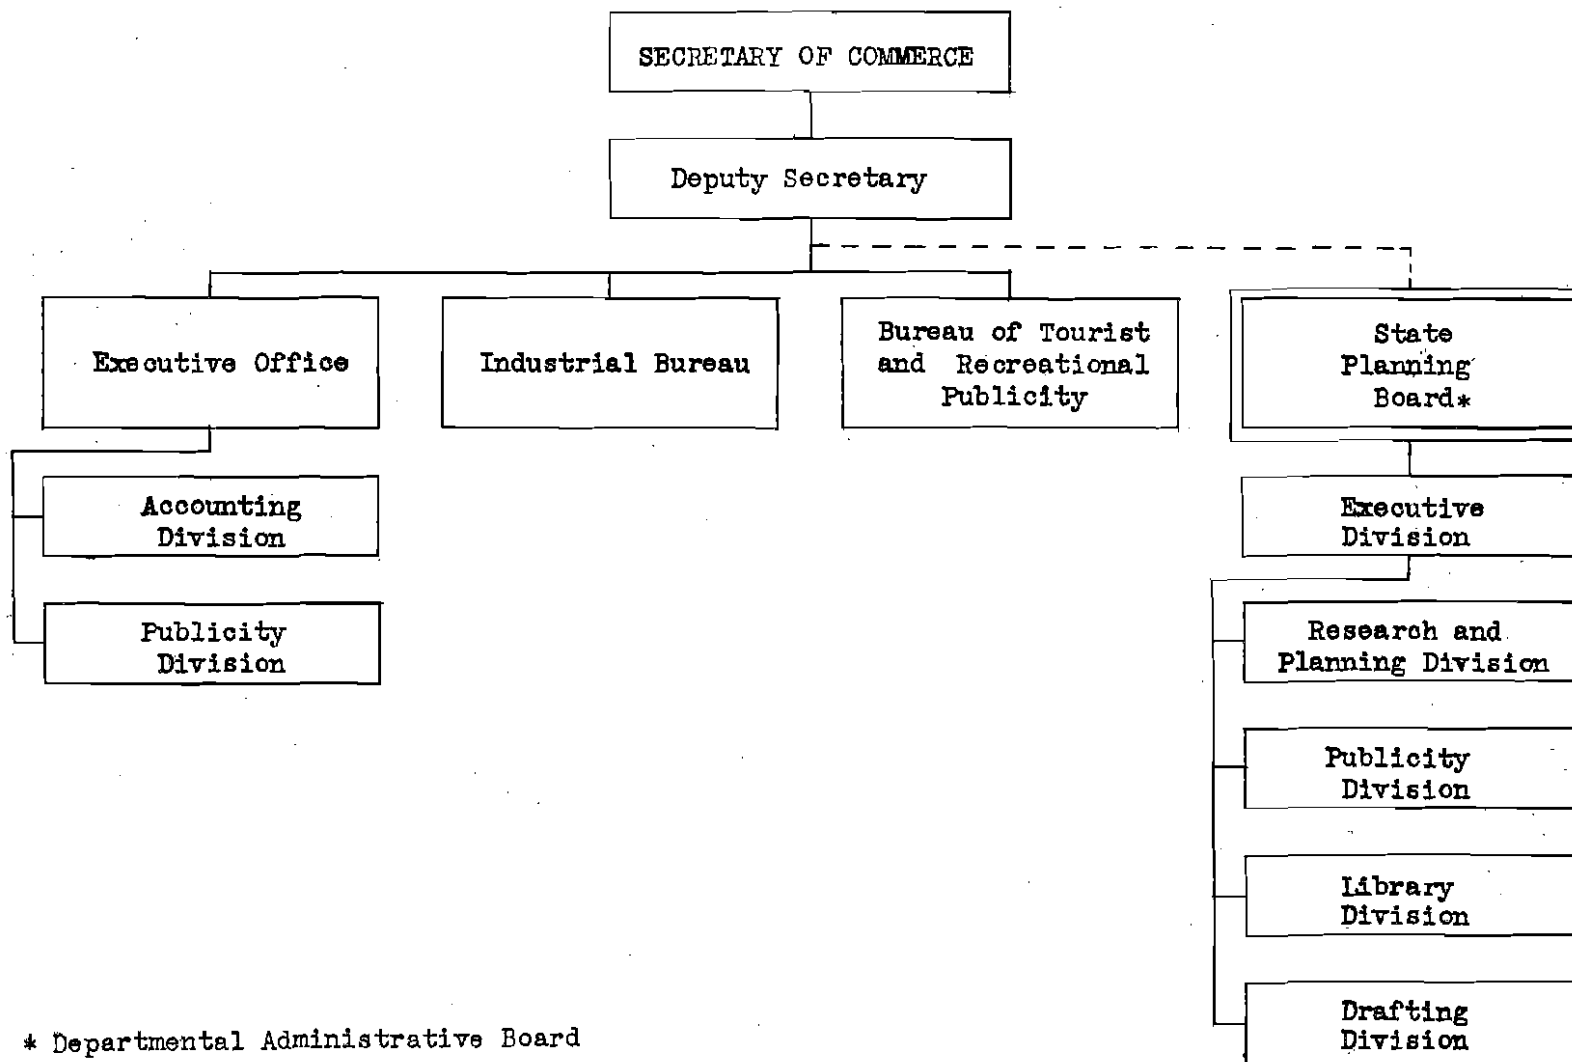 SECRETARY OF COMMERCE
Deputy Secretary
Executive Office
Industrial Bureau
Bureau of Tourist
and Recreational
Publicity
State
Planning
Board*
Accounting
Division
Publicity
Division
Executive
Division
Research and
Planning Division
Publicity
Division
Library
Division
Drafting
Division
* Departmental Administrative Board